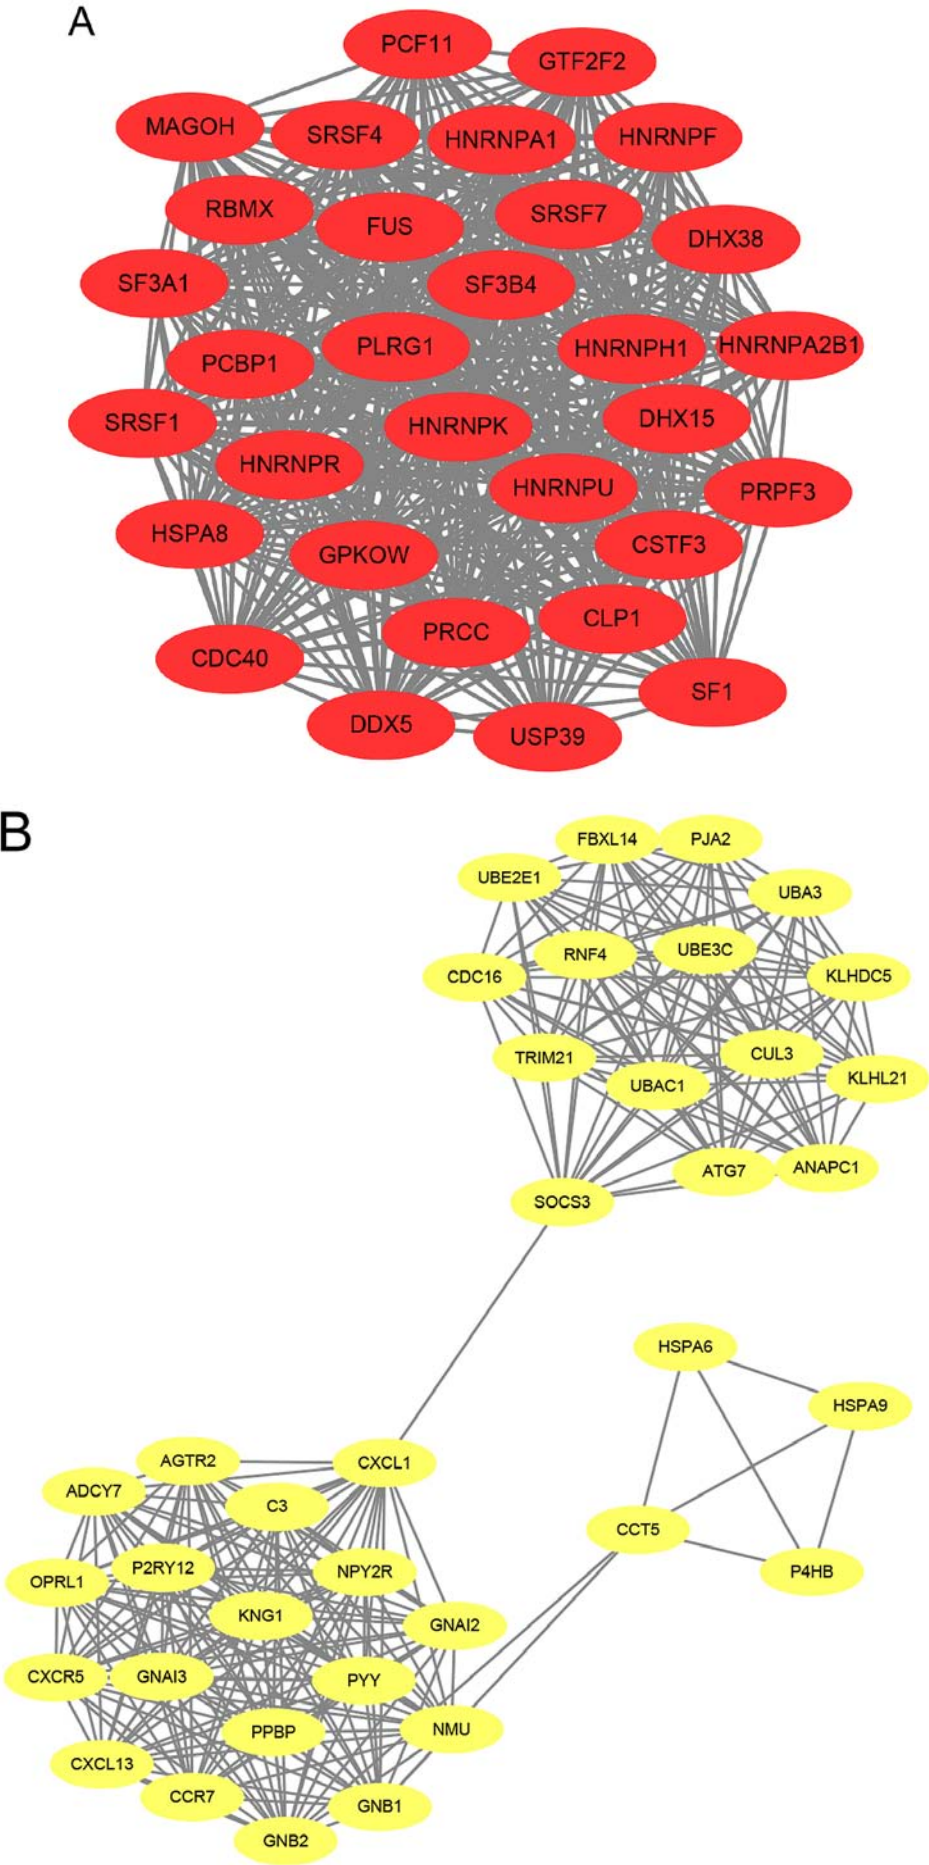 A
PCF11
GTF2F2
MAGOH
SRSF4
HNRNPA1
HNRNPF
RBMX
FUS
SRSF7
DHX38
SF3A1
SF3B4
PCBP1
PLRG1
HNRNPH1
HNRNPA2B1
SRSF1
HNRNPK
DHX15
HNRNPR
HNRNPU
PRPF3
HSPA8
GPKOW
CSTF3
CDC40
PRCC
CLP1
SF1
DDX5
USP39
B
FBXL14
PJA2
UBE2E1
UBA3
RNF4
UBE3C
CDC16
KLHDC5
TRIM21
CUL3
UBAC1
KLHL21
ATG7
ANAPC1
SOCS3
HSPA6
HSPA9
CCT5
P4HB
AGTR2
CXCL1
ADCY7
C3
P2RY12
NPY2R
OPRL1
KNG1
GNAI2
CXCR5
GNAI3
PYY
PPBP
NMU
CXCL13
CCR7
GNB1
GNB2